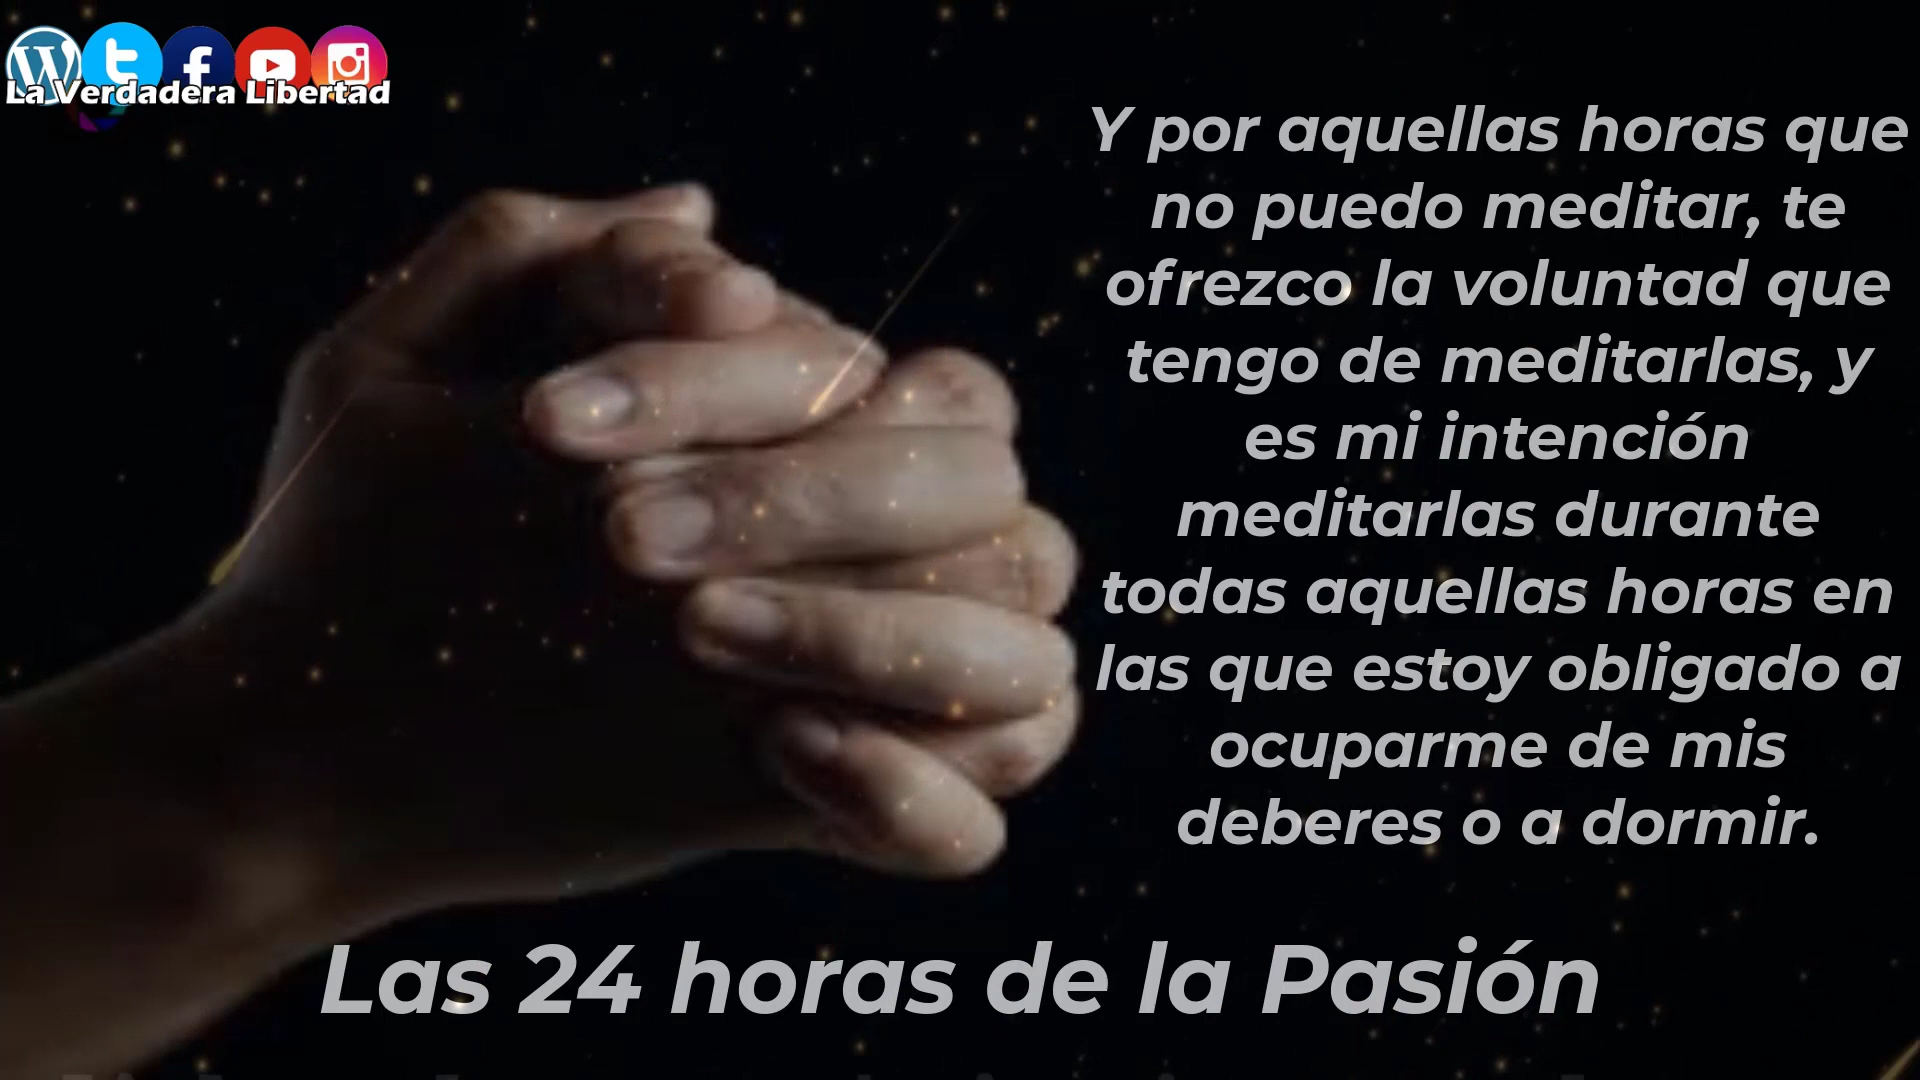 La Verdadera Libertad
Y por aquellas horas que
no puedo meditar, te
ofrezco la voluntad que
tengo de meditarlas, y
es mi intención
meditarlas durante
todas aquellas horas en
las que estoy obligado a
ocuparme de mis
deberes o a dormir.
Las 24 horas de la Pasión